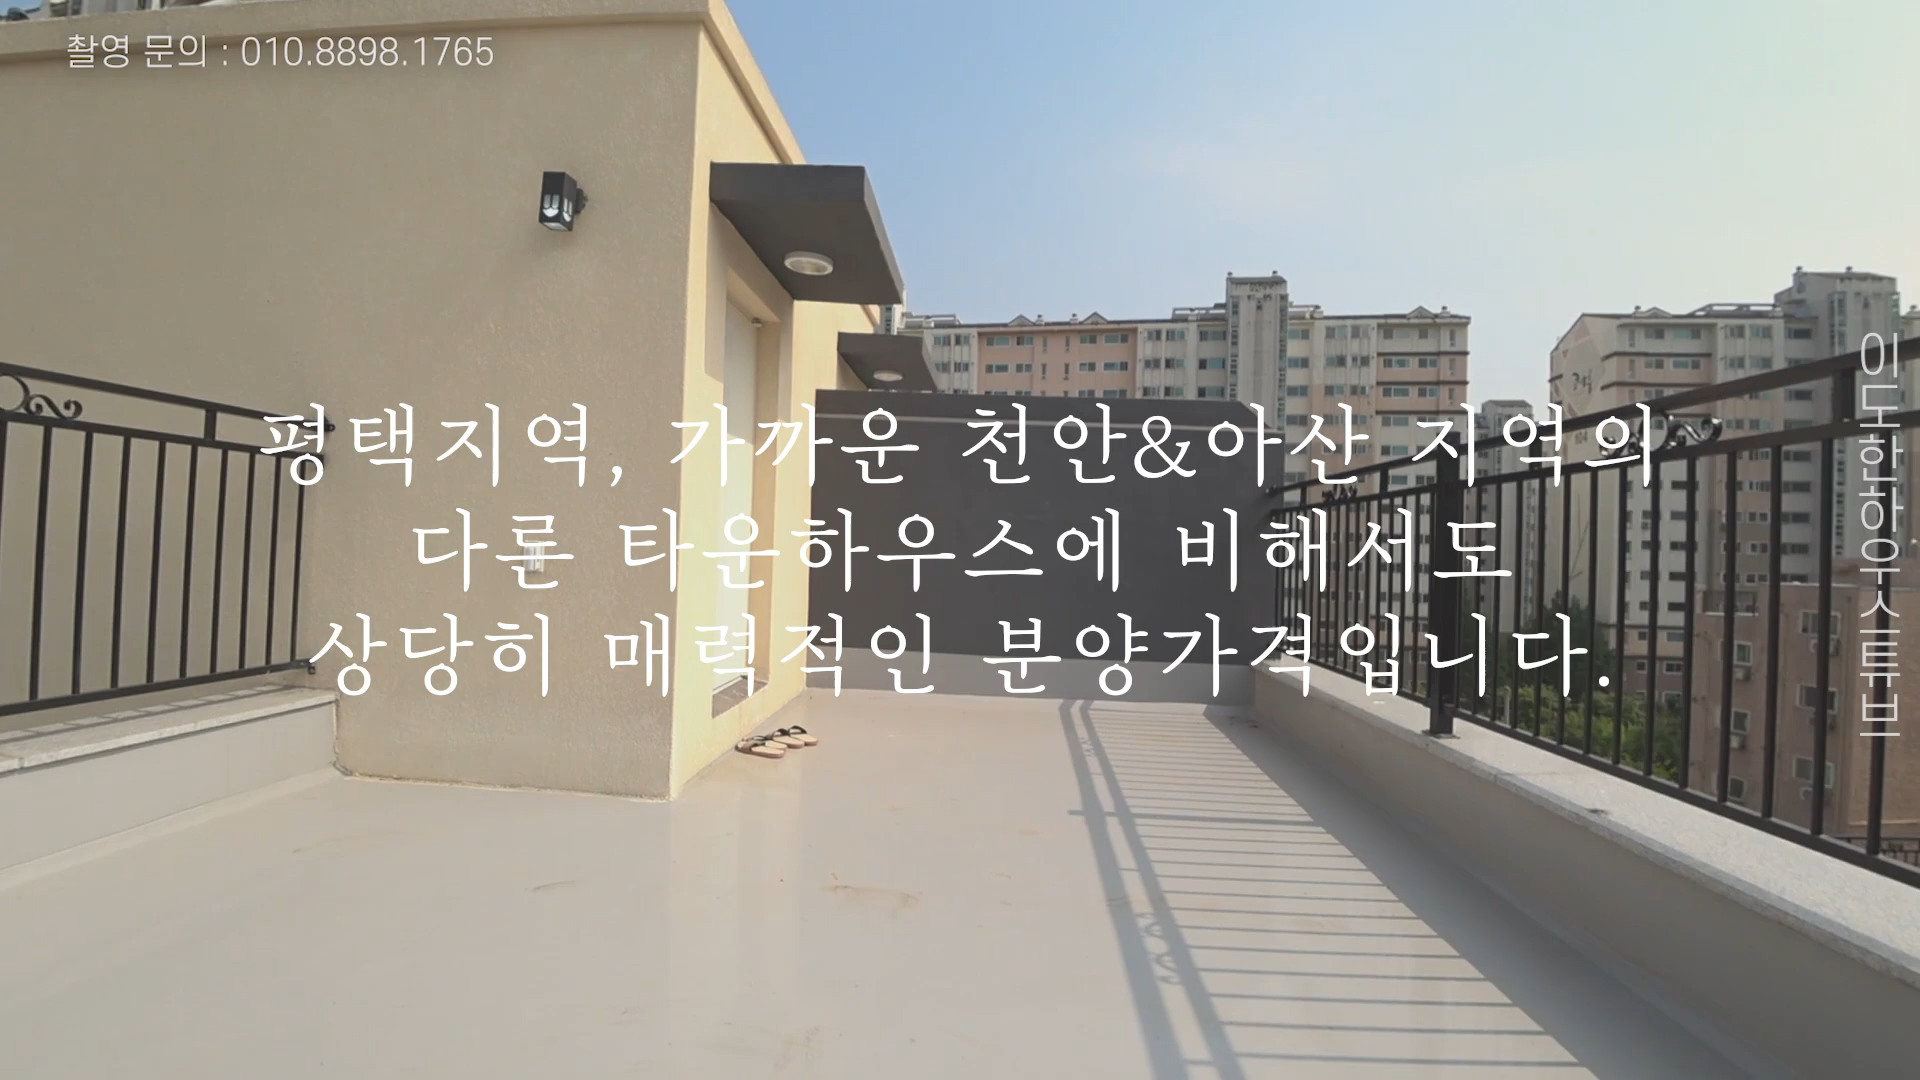 촬영 문의 : 010.8898.1765
평택지역, 가까운 천안&아산 지역의
다른 타운하우스에 비해서도
상당히 매력적인 분양가격입니다.
이도한하우스튜브